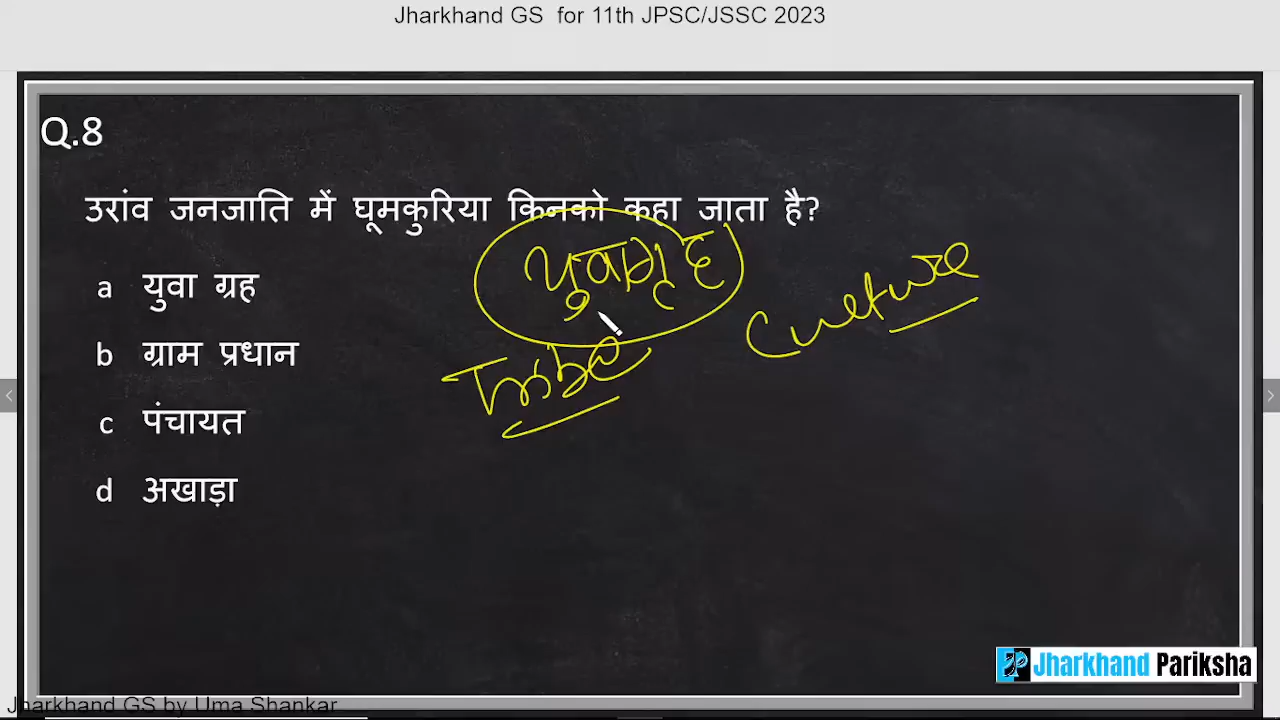 Jharkhand GS for 11th JPSC/JSSC 2023
Q.8
उरांव जनजाति में घूमकुरिया किनको कहा जाता है?
युवागृह
a युवा ग्रह
Culture
b ग्राम प्रधान
Tribe
c पंचायत
d अखाड़ा
Jharkhand Pariksha
Jharkhand GS by Uma Shankar